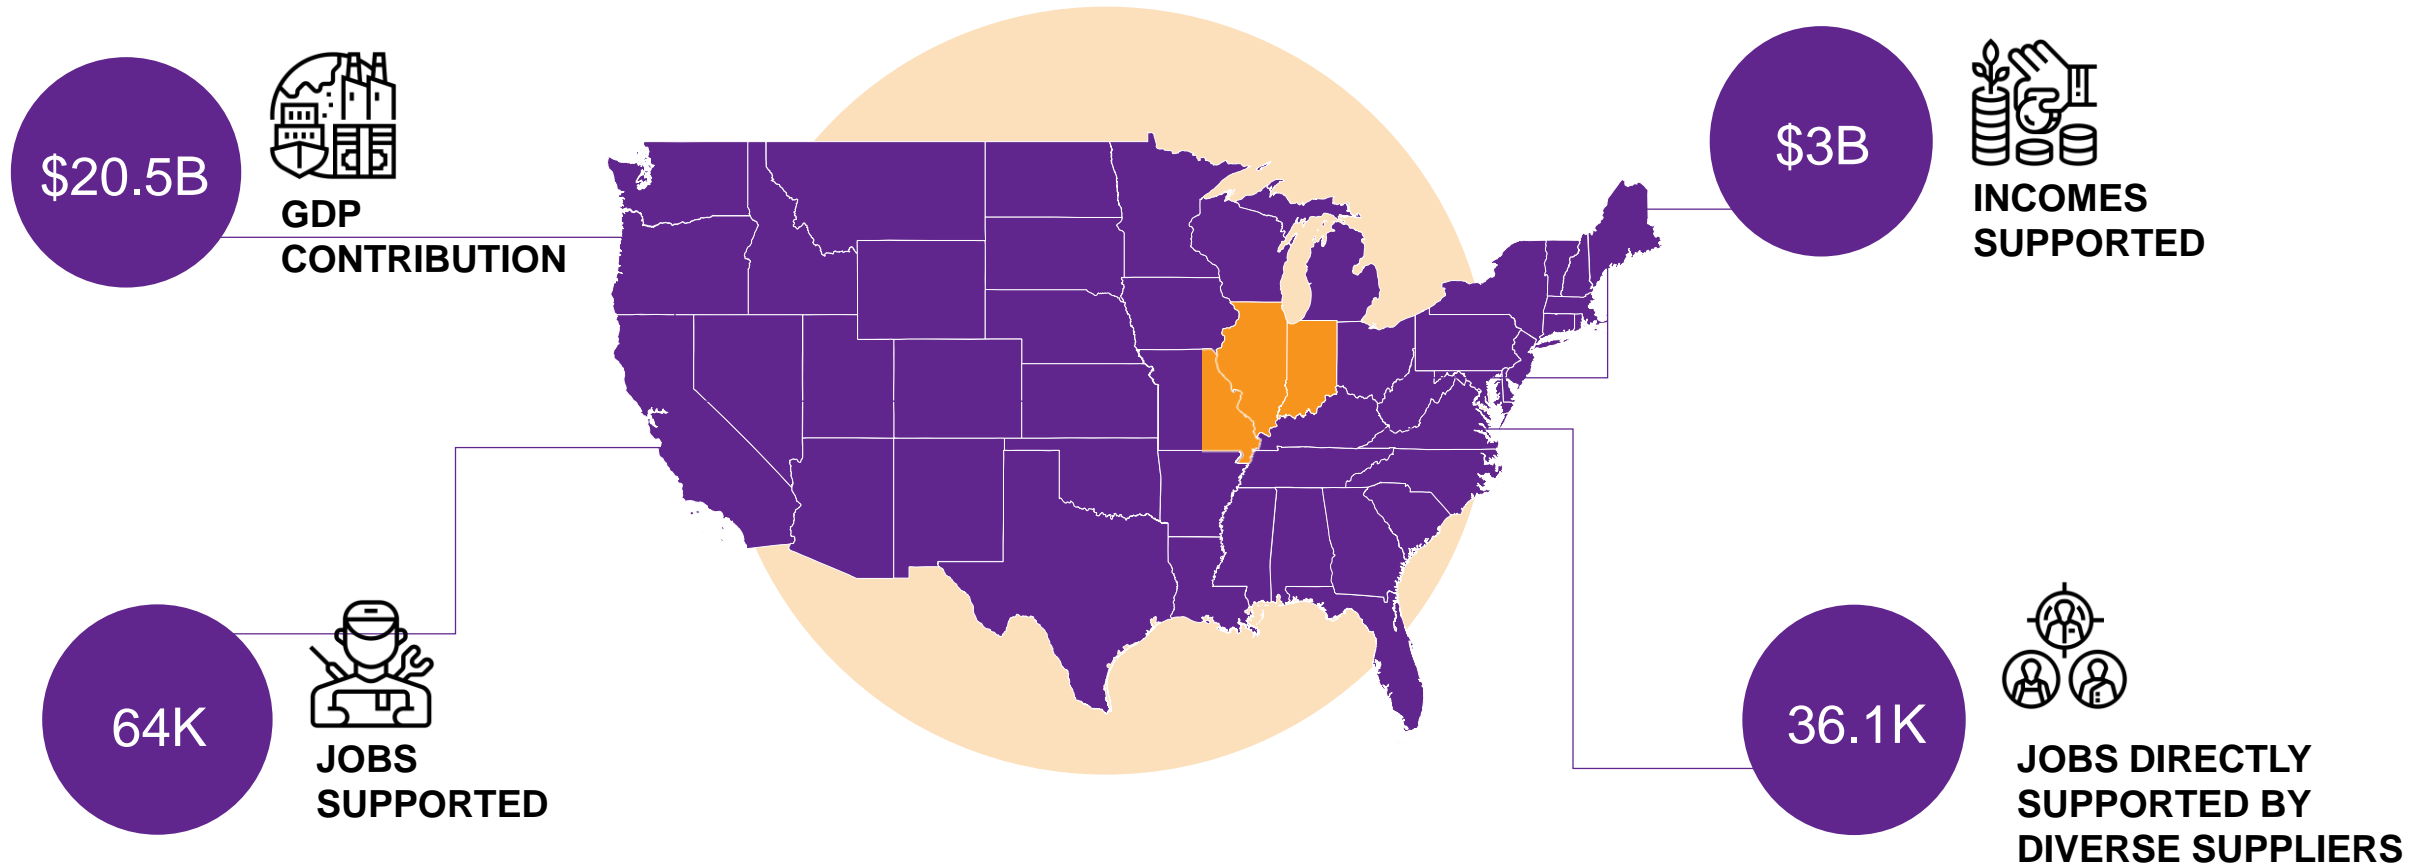 $20.5B
GDP
CONTRIBUTION
$3B
INCOMES
SUPPORTED
64K
JOBS
SUPPORTED
36.1K
JOBS DIRECTLY
SUPPORTED BY
DIVERSE SUPPLIERS